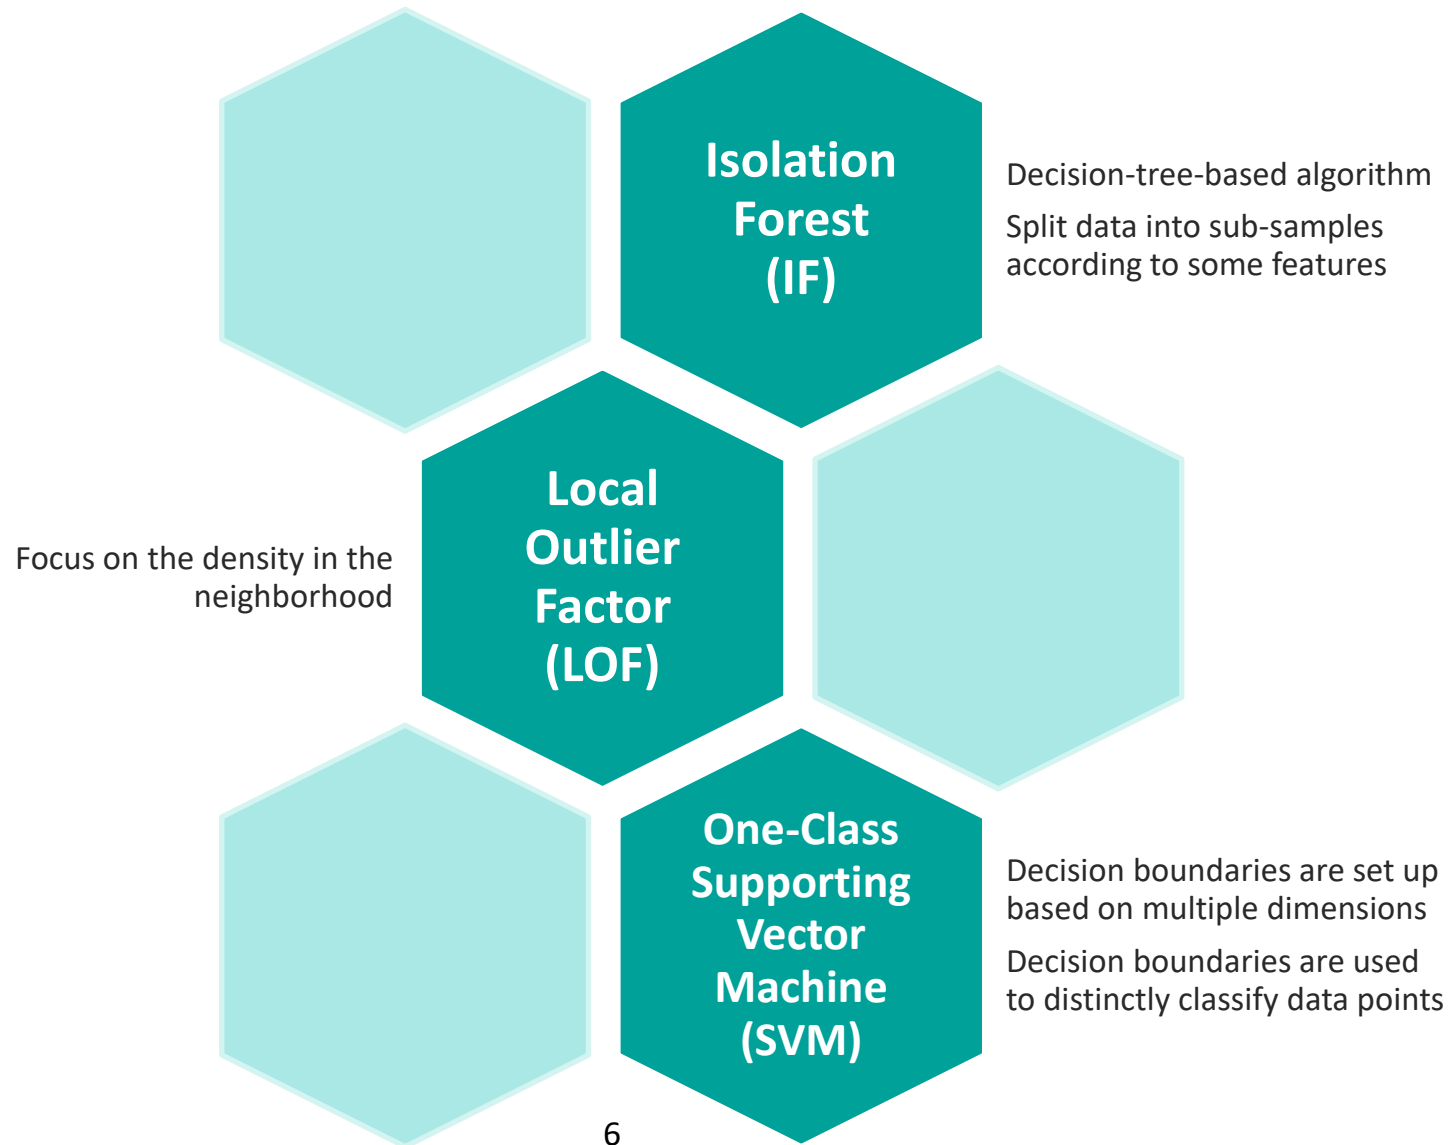 Isolation
Forest
(IF)
Decision-tree-based algorithm
Split data into sub-samples
according to some features
Local
Outlier
Factor
(LOF)
Focus on the density in the
neighborhood
One-Class
Supporting
Vector
Machine
(SVM)
Decision boundaries are set up
based on multiple dimensions
Decision boundaries are used
to distinctly classify data points
6